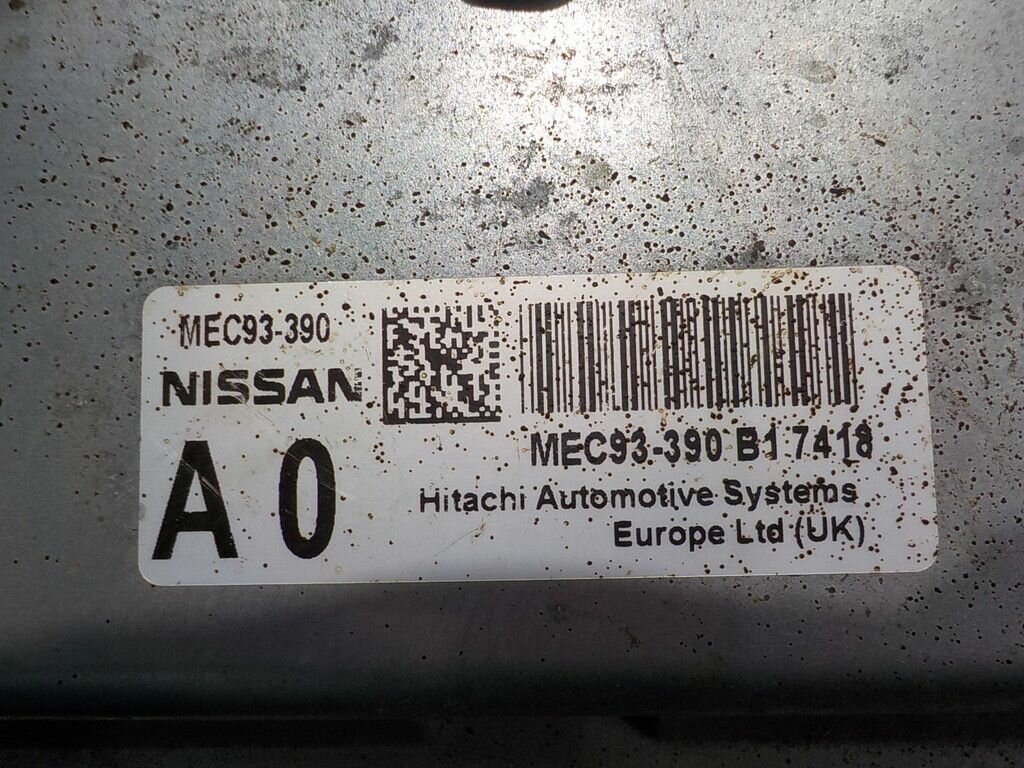 MEC93-390
NISSAN
A0
MEC93-390 B1 7418
Hitachi Automotive Systems
Europe Ltd (UK)